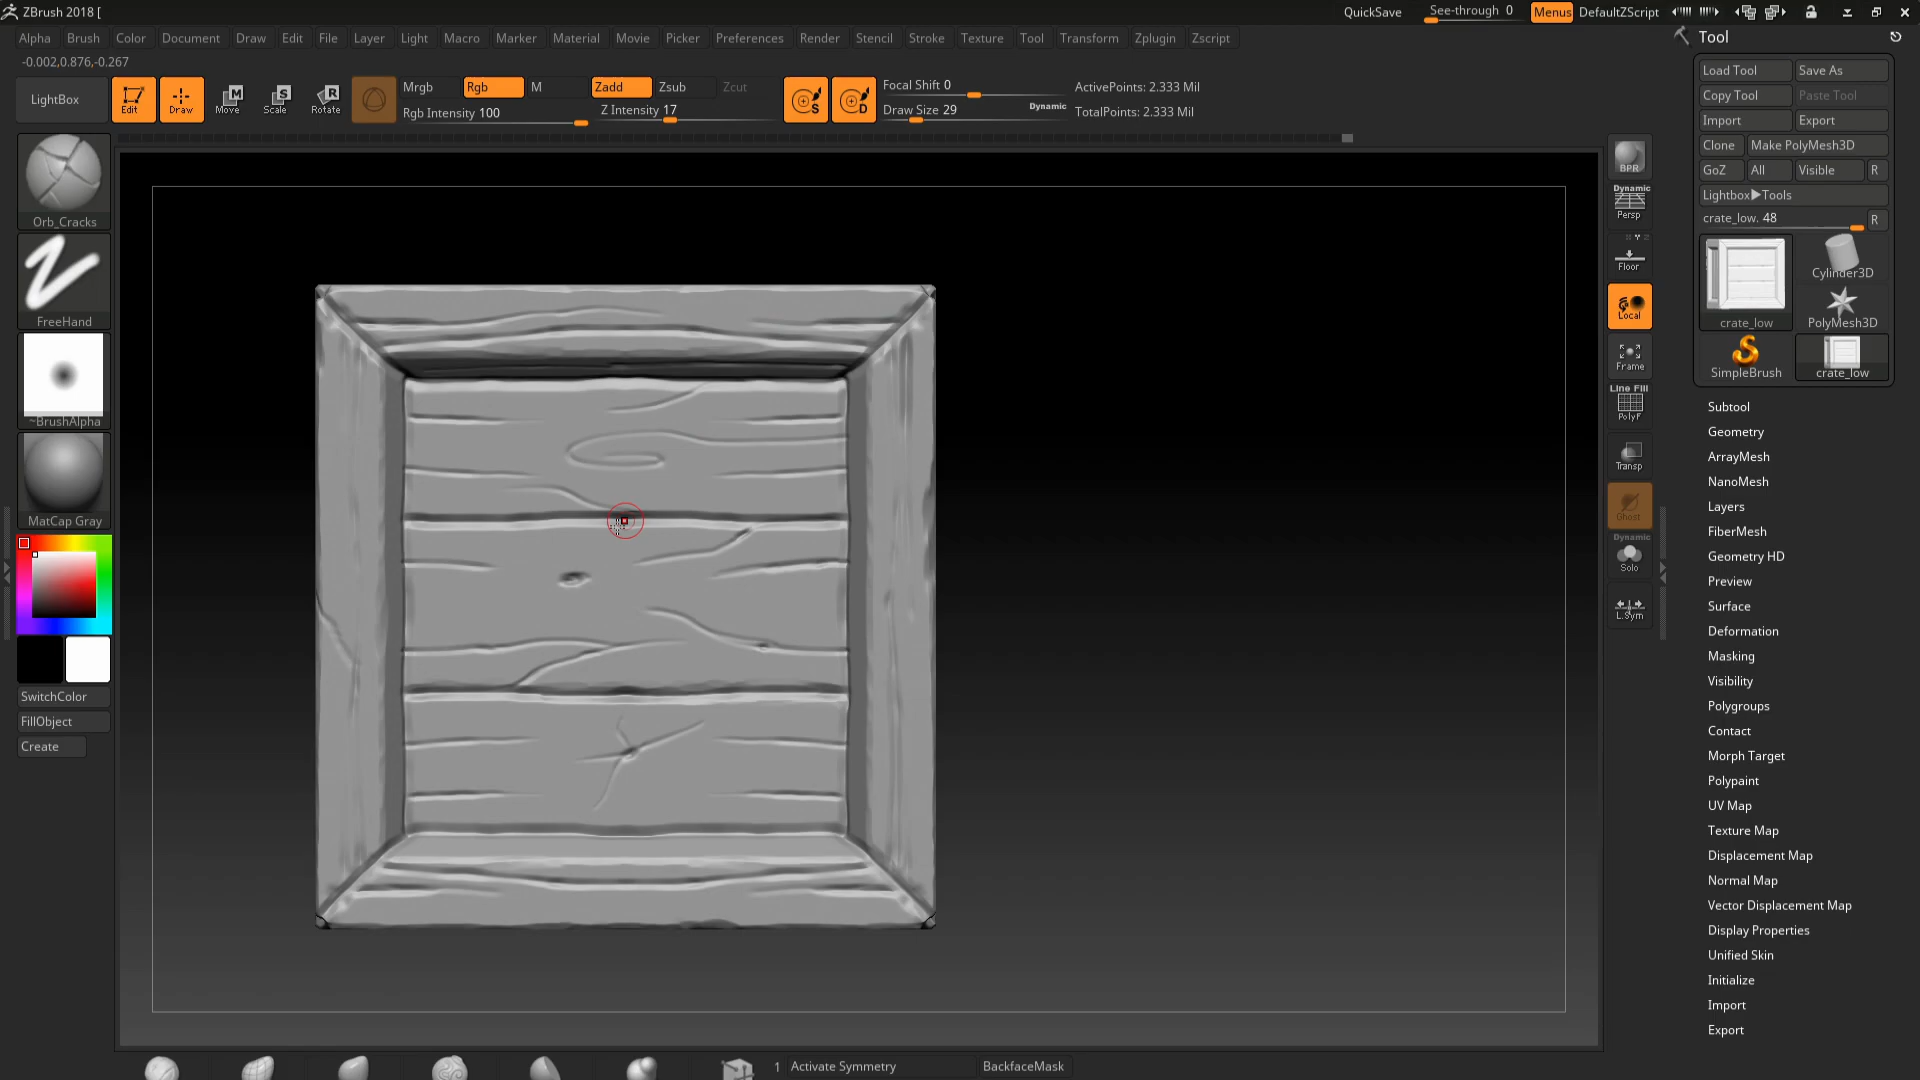 ZBrush 2018 [
QuickSave
See-through 0
Menus
DefaultZScript
Alpha Brush Color Document Draw Edit File Layer Light Macro Marker Material Movie Picker Preferences Render Stencil Stroke Texture Tool Transform Zplugin Zscript
-0.002,0.876,-0.267
LightBox
Edit
Draw
M
Move
S
Scale
R
Rotate
Mrgb
Rgb
M
Rgb Intensity 100
Zadd
Zsub
Zcut
Z Intensity 17
S
D
Focal Shift 0
Draw Size 29
Dynamic
ActivePoints: 2.333 Mil
TotalPoints: 2.333 Mil
Orb_Cracks
FreeHand
~BrushAlpha
MatCap Gray
SwitchColor
FillObject
Create
BPR
Dynamic
Persp
Floor
Local
Frame
Line Fill
PolyF
Transp
Ghost
Dynamic
Solo
L.Sym
Tool
Load Tool
Save As
Copy Tool
Paste Tool
Import
Export
Clone
Make PolyMesh3D
GoZ
All
Visible
R
Lightbox▶Tools
crate_low. 48
R
crate_low
Cylinder3D
PolyMesh3D
SimpleBrush
crate_low
Subtool
Geometry
ArrayMesh
NanoMesh
Layers
FiberMesh
Geometry HD
Preview
Surface
Deformation
Masking
Visibility
Polygroups
Contact
Morph Target
Polypaint
UV Map
Texture Map
Displacement Map
Normal Map
Vector Displacement Map
Display Properties
Unified Skin
Initialize
Import
Export
1
Activate Symmetry
BackfaceMask